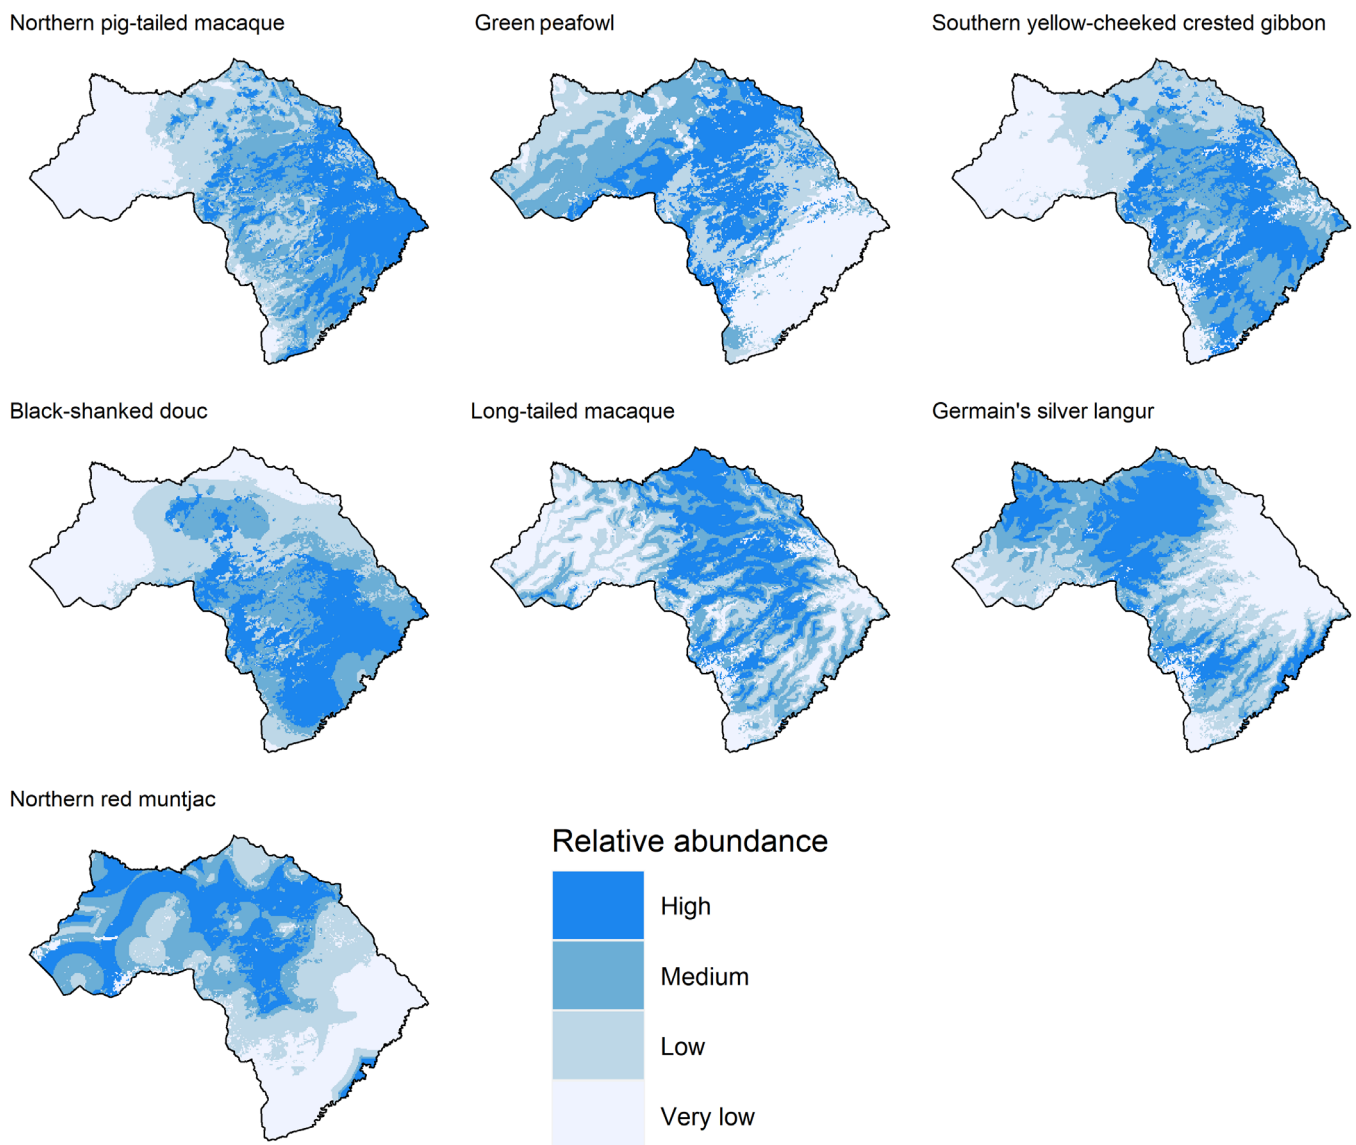 Northern pig-tailed macaque
Green peafowl
Southern yellow-cheeked crested gibbon
Black-shanked douc
Long-tailed macaque
Germain's silver langur
Northern red muntjac
Relative abundance
High
Medium
Low
Very low